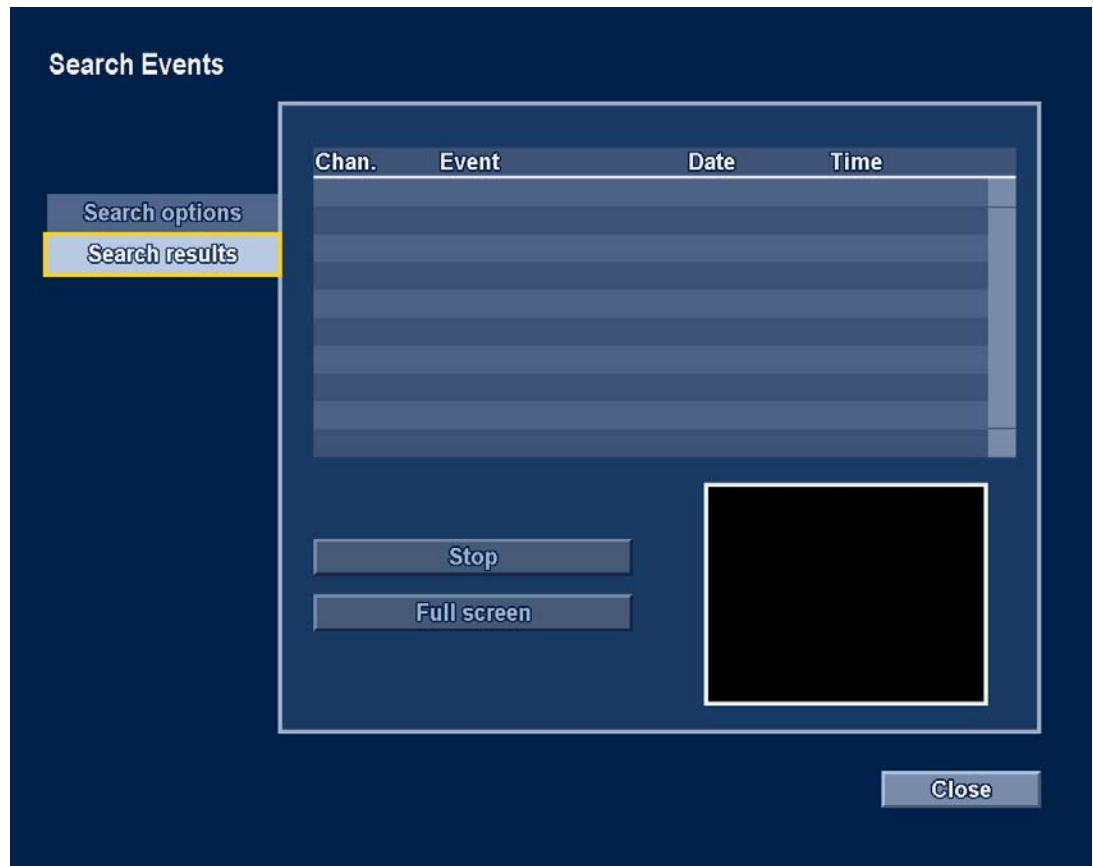 Search Events
Chan. Event Date Time
Search options
Search results
Stop
Full screen
Close